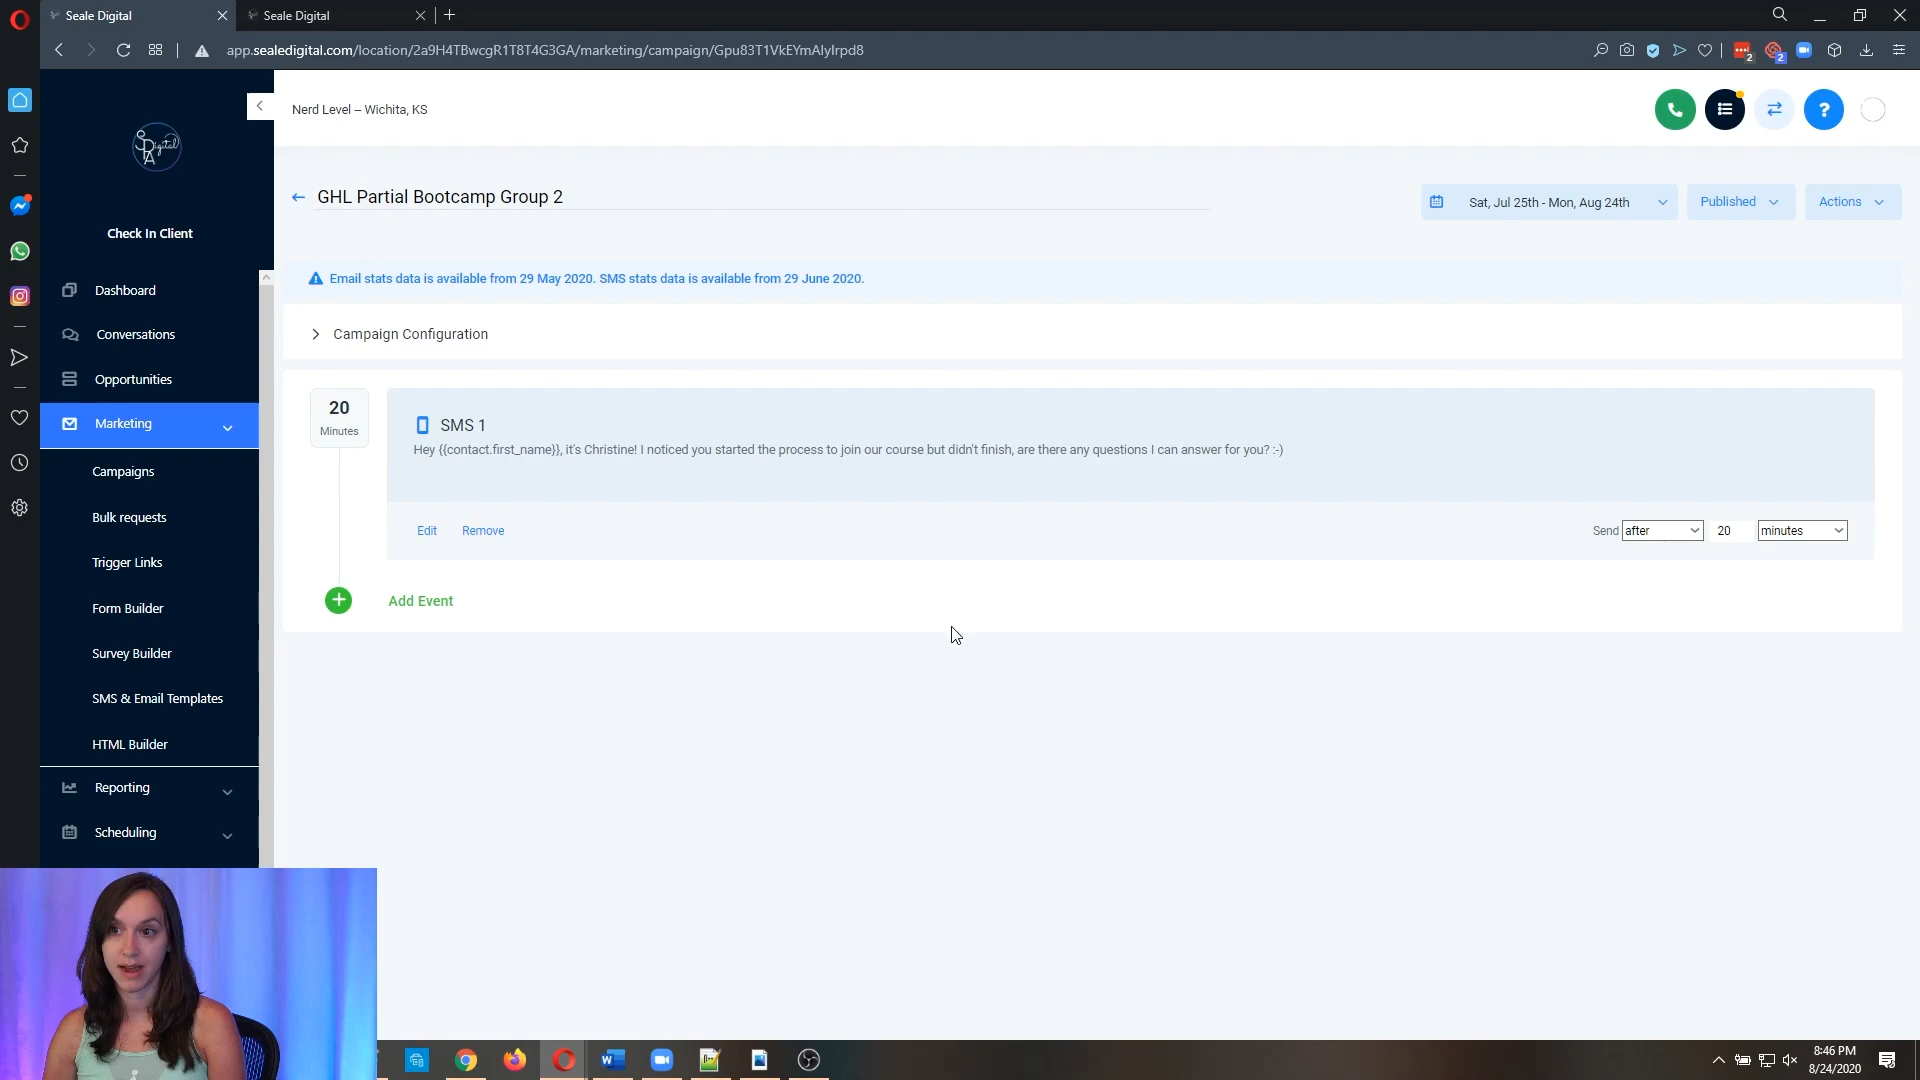 Seale Digital
Seale Digital
app.sealedigital.com/location/2a9H4TBwcgR1T8T4G3GA/marketing/campaign/Gpu83T1VkEYmAlylrpd8
2
2
Nerd Level -- Wichita, KS
?
Check In Client
Dashboard
Conversations
Opportunities
Marketing
Campaigns
Bulk requests
Trigger Links
Form Builder
Survey Builder
SMS & Email Templates
HTML Builder
Reporting
Scheduling
GHL Partial Bootcamp Group 2
Sat, Jul 25th - Mon, Aug 24th
Published
Actions
Email stats data is available from 29 May 2020. SMS stats data is available from 29 June 2020.
Campaign Configuration
20
Minutes
SMS 1
Hey {{contact.first_name}}, it's Christine! I noticed you started the process to join our course but didn't finish, are there any questions I can answer for you? :-)
Edit Remove
Send after 20 minutes
Add Event
8:46 PM
8/24/2020